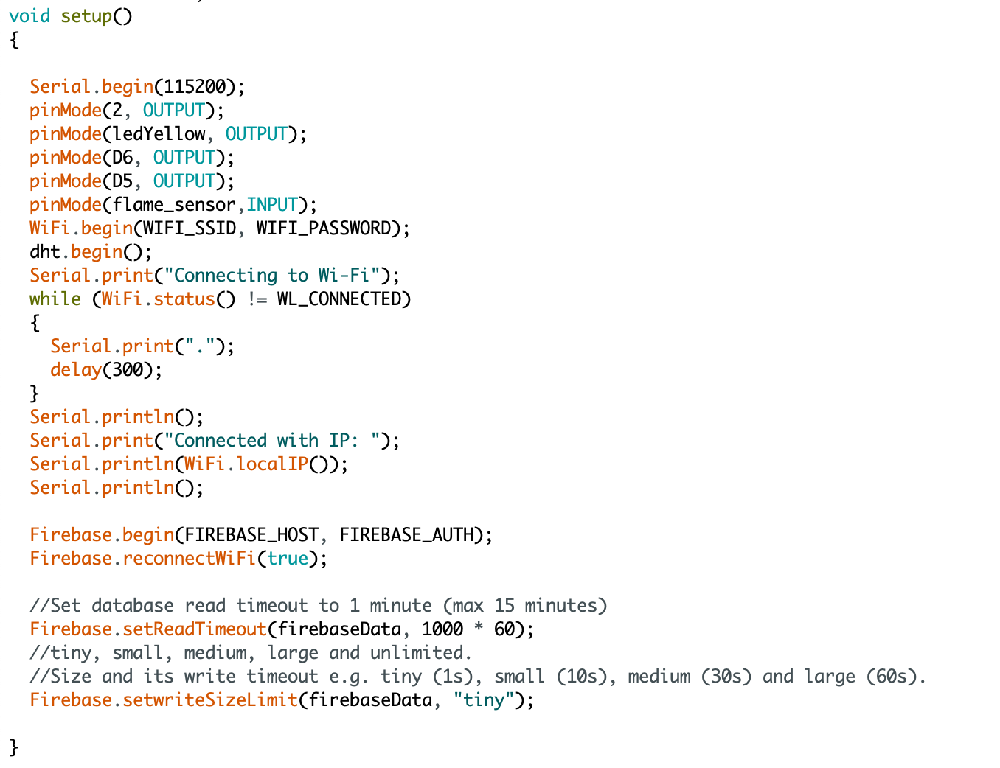 void setup()
{
Serial.begin(115200);
pinMode(2, OUTPUT);
pinMode(ledYellow, OUTPUT);
pinMode(D6, OUTPUT);
pinMode(D5, OUTPUT);
pinMode(flame_sensor,INPUT);
WiFi.begin(WIFI_SSID, WIFI_PASSWORD);
dht.begin();
Serial.print("Connecting to Wi-Fi");
while (WiFi.status() != WL_CONNECTED)
{
Serial.print(".");
delay(300);
}
Serial.println();
Serial.print("Connected with IP: ");
Serial.println(WiFi.localIP());
Serial.println();
Firebase.begin(FIREBASE_HOST, FIREBASE_AUTH);
Firebase.reconnectWiFi(true);
//Set database read timeout to 1 minute (max 15 minutes)
Firebase.setReadTimeout(firebaseData, 1000 * 60);
//tiny, small, medium, large and unlimited.
//Size and its write timeout e.g. tiny (1s), small (10s), medium (30s) and large (60s).
Firebase.setwriteSizeLimit(firebaseData, "tiny");
}